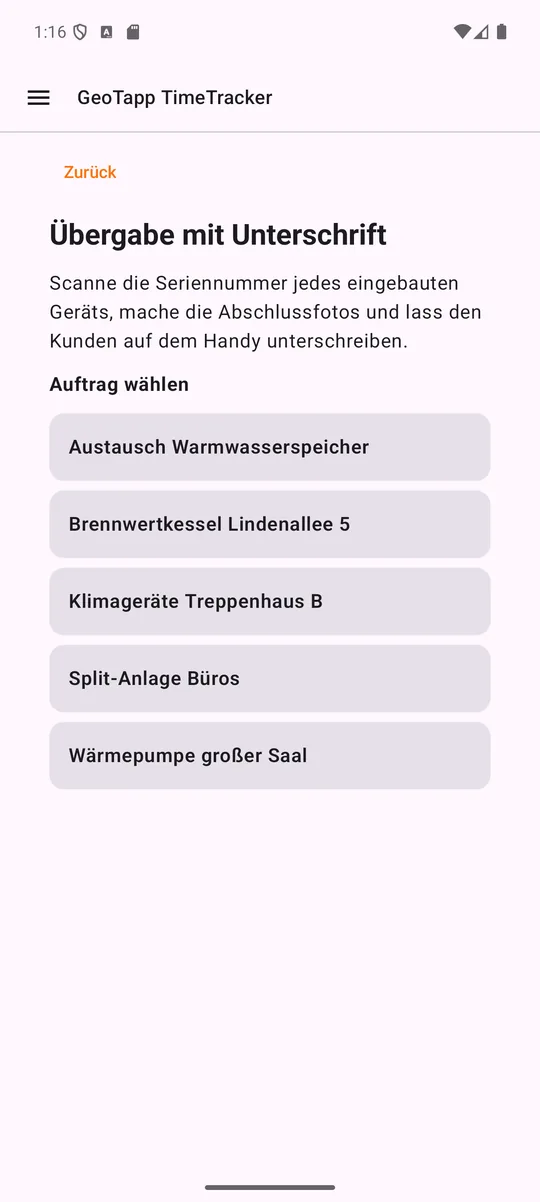 1:16
GeoTapp TimeTracker
Zurück
Übergabe mit Unterschrift
Scanne die Seriennummer jedes eingebauten
Geräts, mache die Abschlussfotos und lass den
Kunden auf dem Handy unterschreiben.
Auftrag wählen
Austausch Warmwasserspeicher
Brennwertkessel Lindenallee 5
Klimageräte Treppenhaus B
Split-Anlage Büros
Wärmepumpe großer Saal